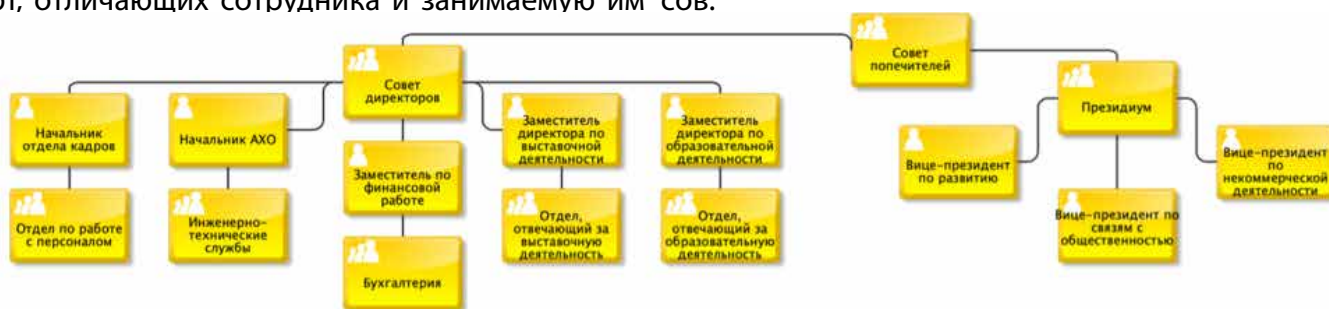 отличающих сотрудника и занимаемую им сов.
Совет
попечителей
Совет
директоров
Президиум
Начальник
отдела кадров
Начальник АХО
Заместитель по
финансовой
работе
Заместитель
директора по
выставочной
деятельности
Заместитель
директора по
образовательной
деятельности
Вице-президент
по развитию
Вице-президент по
связям с
общественностью
Вице-президент
по
некоммерческой
деятельности
Отдел по работе
с персоналом
Инженерно-
технические
службы
Бухгалтерия
Отдел,
отвечающий за
выставочную
деятельность
Отдел,
отвечающий за
образовательную
деятельность